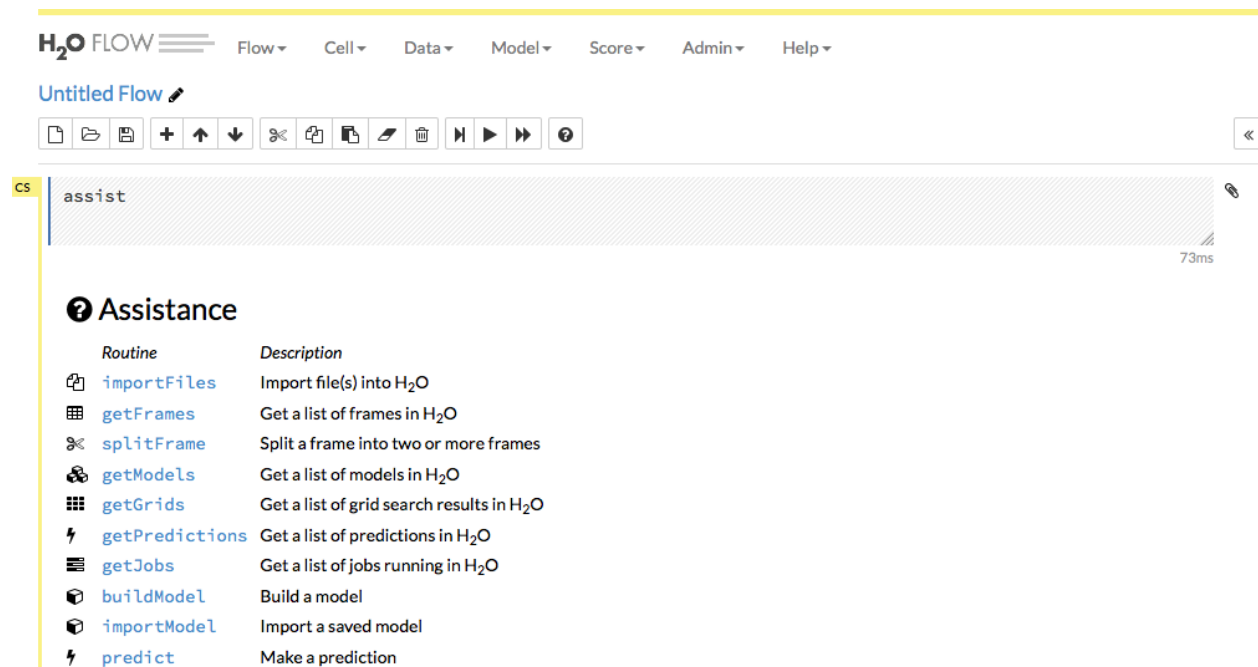 H₂O FLOW Flow Cell Data Model Score Admin Help
Untitled Flow
CS
assist
73ms
Assistance
Routine Description
importFiles Import file(s) into H₂O
getFrames Get a list of frames in H₂O
splitFrame Split a frame into two or more frames
getModels Get a list of models in H₂O
getGrids Get a list of grid search results in H₂O
getPredictions Get a list of predictions in H₂O
getJobs Get a list of jobs running in H₂O
buildModel Build a model
importModel Import a saved model
predict Make a prediction